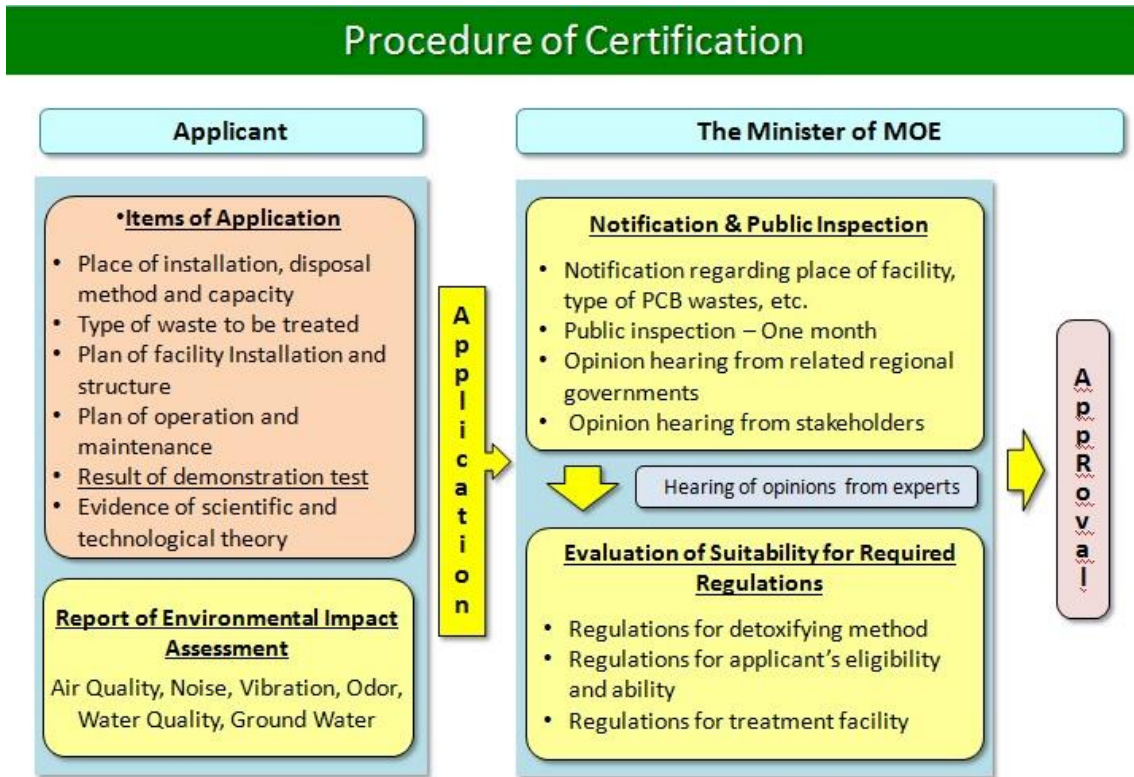 Procedure of Certification
Applicant
•Items of Application
• Place of installation, disposal
method and capacity
• Type of waste to be treated
• Plan of facility Installation and
structure
• Plan of operation and
maintenance
• Result of demonstration test
• Evidence of scientific and
technological theory
Report of Environmental Impact
Assessment
Air Quality, Noise, Vibration, Odor,
Water Quality, Ground Water
Application
The Minister of MOE
Notification & Public Inspection
• Notification regarding place of facility,
type of PCB wastes, etc.
• Public inspection – One month
• Opinion hearing from related regional
governments
• Opinion hearing from stakeholders
Hearing of opinions from experts
Evaluation of Suitability for Required
Regulations
• Regulations for detoxifying method
• Regulations for applicant's eligibility
and ability
• Regulations for treatment facility
AppRoval